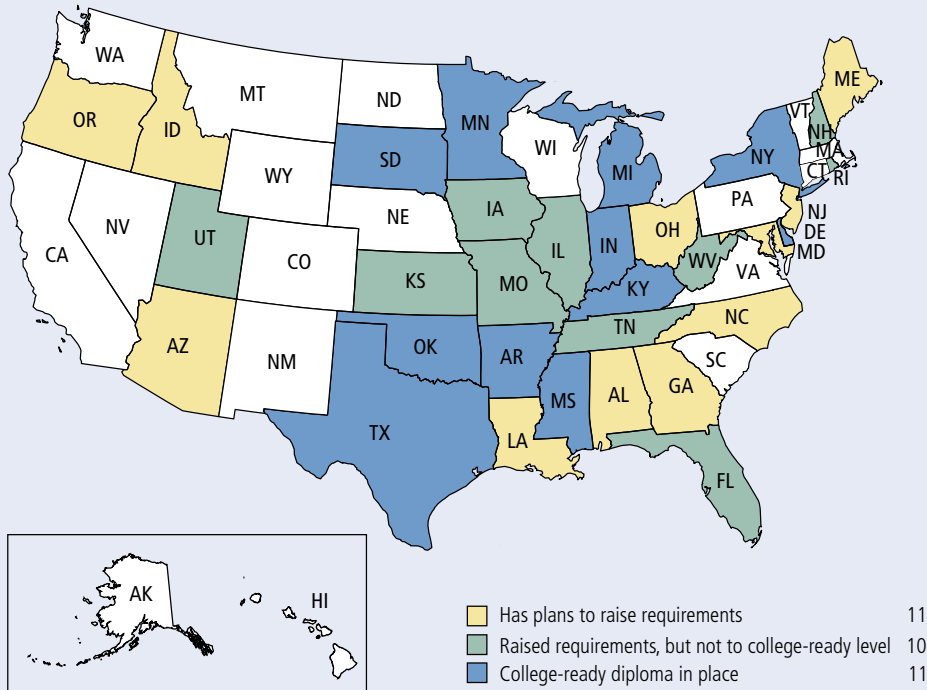 WA
MT
ND
MN
ME
VT
NH
OR
ID
SD
WI
MI
NY
MA
CT
RI
WY
IA
NE
PA
NJ
OH
DE
NV
IL
IN
MD
UT
CO
WV
VA
CA
KS
MO
KY
NC
TN
AZ
OK
AR
SC
NM
MS
AL
GA
TX
LA
FL
AK
HI
Has plans to raise requirements 11
Raised requirements, but not to college-ready level 10
College-ready diploma in place 11